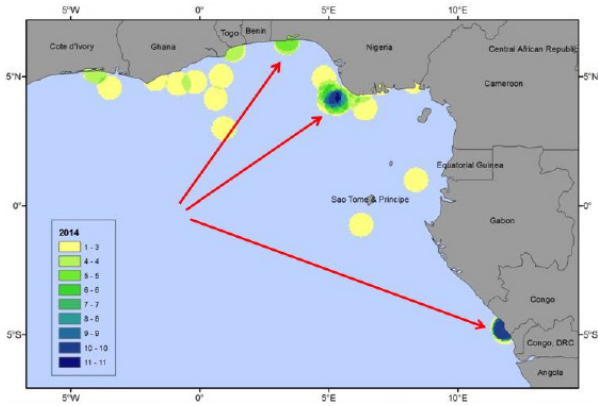 5°W 0° 5°E 10°E
Togo Benin
Cote d'Ivory Ghana Nigeria Central African Republic
5°N 5°N
Cameroon
Equatorial Guinea
Sao Tome & Principe
0° 0°
Gabon
2014
1 - 3
4 - 4
5 - 5
6 - 6
7 - 7
8 - 8
9 - 9
10 - 10
11 - 11
Congo
5°S 5°S
Congo, DRC
Angola
5°W 0° 5°E 10°E